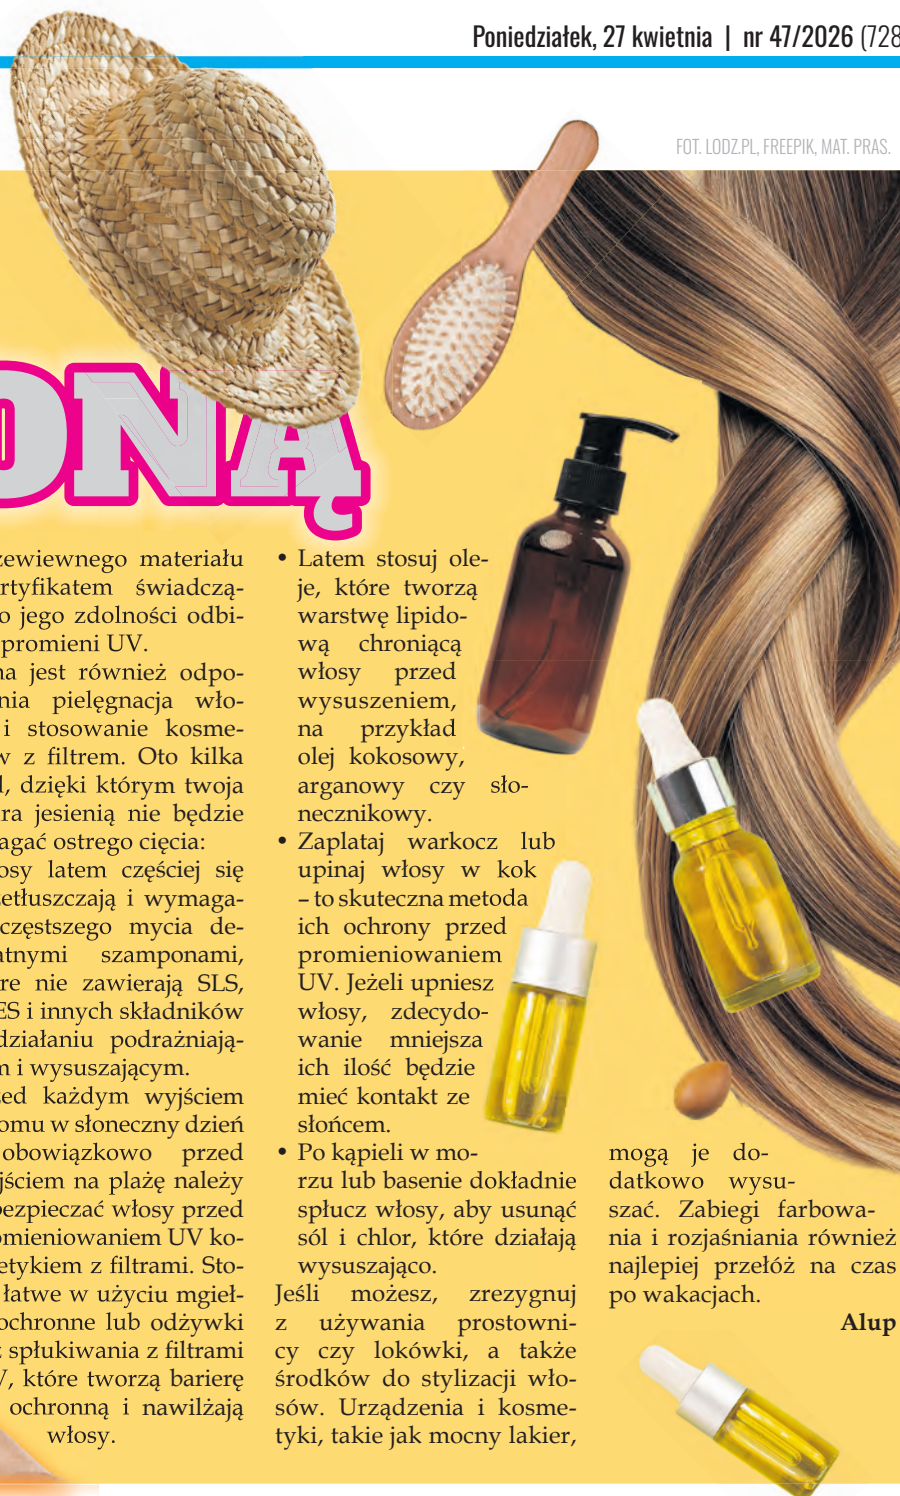 Poniedziałek, 27 kwietnia | nr 47/2026 (728
FOT. LODZ.PL, FREEPIK, MAT. PRAS.
ONĄ
zewiewnego materiału
rtyfikatem świadczą-
o jego zdolności odbi-
promieni UV.
na jest również odpo-
nia pielęgnacja wło-
i stosowanie kosme-
w z filtrem. Oto kilka
l, dzięki którym twoja
ra jesienią nie będzie
agać ostrego cięcia:
osy latem częściej się
etłuszczają i wymaga-
częstszego mycia de-
atnymi szamponami,
re nie zawierają SLS,
ES i innych składników
działaniu podrażniają-
m i wysuszającym.
zed każdym wyjściem
omu w słoneczny dzień
obowiązkowo przed
jściem na plażę należy
bezpieczać włosy przed
omieniowaniem UV ko-
etykiem z filtrami. Sto-
łatwe w użyciu mgieł-
ochronne lub odżywki
z spłukiwania z filtrami
V, które tworzą barierę
ochronną i nawilżają
włosy.
• Latem stosuj ole-
je, które tworzą
warstwę lipido-
wą chroniącą
włosy przed
wysuszeniem,
na przykład
olej kokosowy,
arganowy czy sło-
necznikowy.
• Zaplataj warkocz lub
upinaj włosy w kok
– to skuteczna metoda
ich ochrony przed
promieniowaniem
UV. Jeżeli upniesz
włosy, zdecydo-
wanie mniejsza
ich ilość będzie
mieć kontakt ze
słońcem.
• Po kąpieli w mo-
rzu lub basenie dokładnie
spłucz włosy, aby usunąć
sól i chlor, które działają
wysuszająco.
Jeśli możesz, zrezygnuj
z używania prostowni-
cy czy lokówki, a także
środków do stylizacji wło-
sów. Urządzenia i kosme-
tyki, takie jak mocny lakier,
mogą je do-
datkowo wysu-
szać. Zabiegi farbowa-
nia i rozjaśniania również
najlepiej przełóż na czas
po wakacjach.
Alup